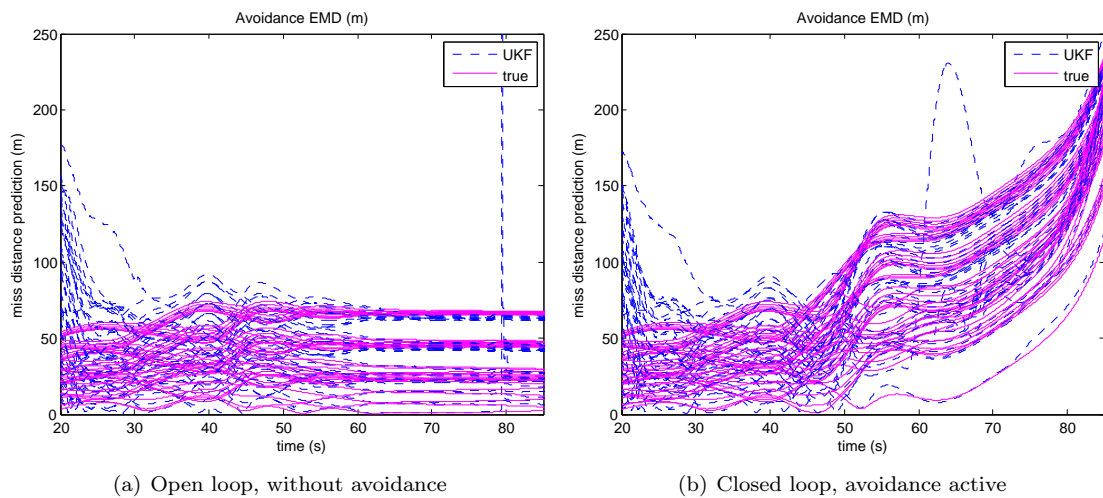 Avoidance EMD (m)
250
200
150
100
50
0
miss distance prediction (m)
UKF
true
20 30 40 50 60 70 80
time (s)
(a) Open loop, without avoidance
Avoidance EMD (m)
250
200
150
100
50
0
miss distance prediction (m)
UKF
true
20 30 40 50 60 70 80
time (s)
(b) Closed loop, avoidance active